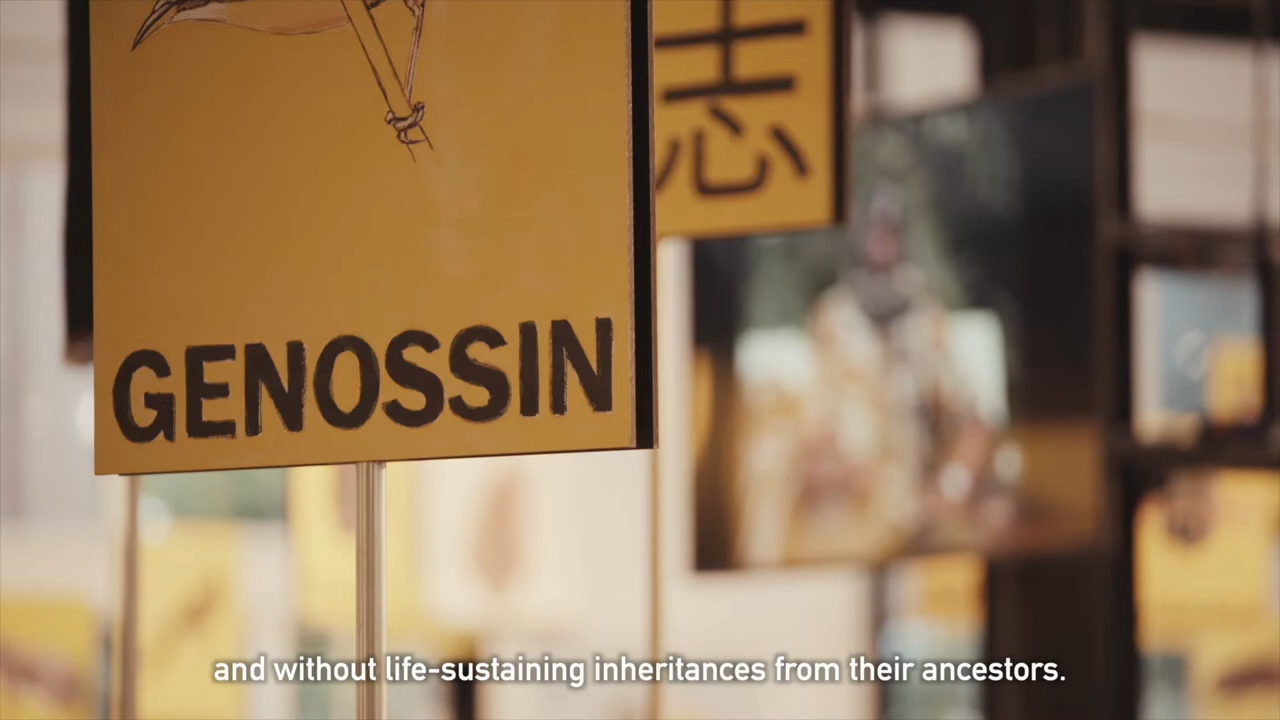 志
GENOSSIN
and without life-sustaining inheritances from their ancestors.